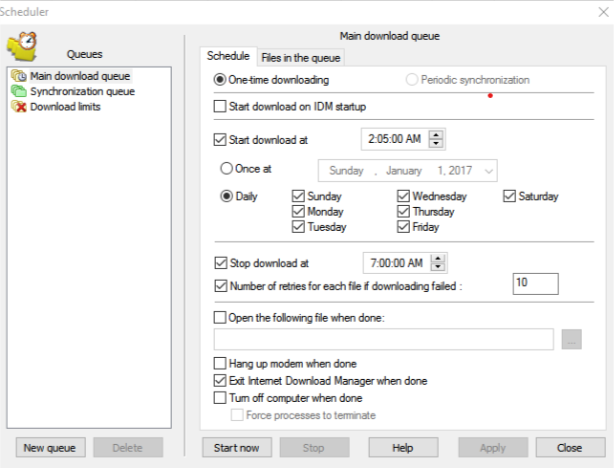 Scheduler
Queues
Main download queue
Synchronization queue
Download limits
New queue
Delete
Main download queue
Schedule
Files in the queue
One-time downloading
Periodic synchronization
Start download on IDM startup
Start download at
2:05:00 AM
Once at
Sunday , January 1, 2017
Daily
Sunday
Wednesday
Saturday
Monday
Thursday
Tuesday
Friday
Stop download at
7:00:00 AM
Number of retries for each file if downloading failed :
10
Open the following file when done:
...
Hang up modem when done
Exit Internet Download Manager when done
Turn off computer when done
Force processes to terminate
Start now
Stop
Help
Apply
Close